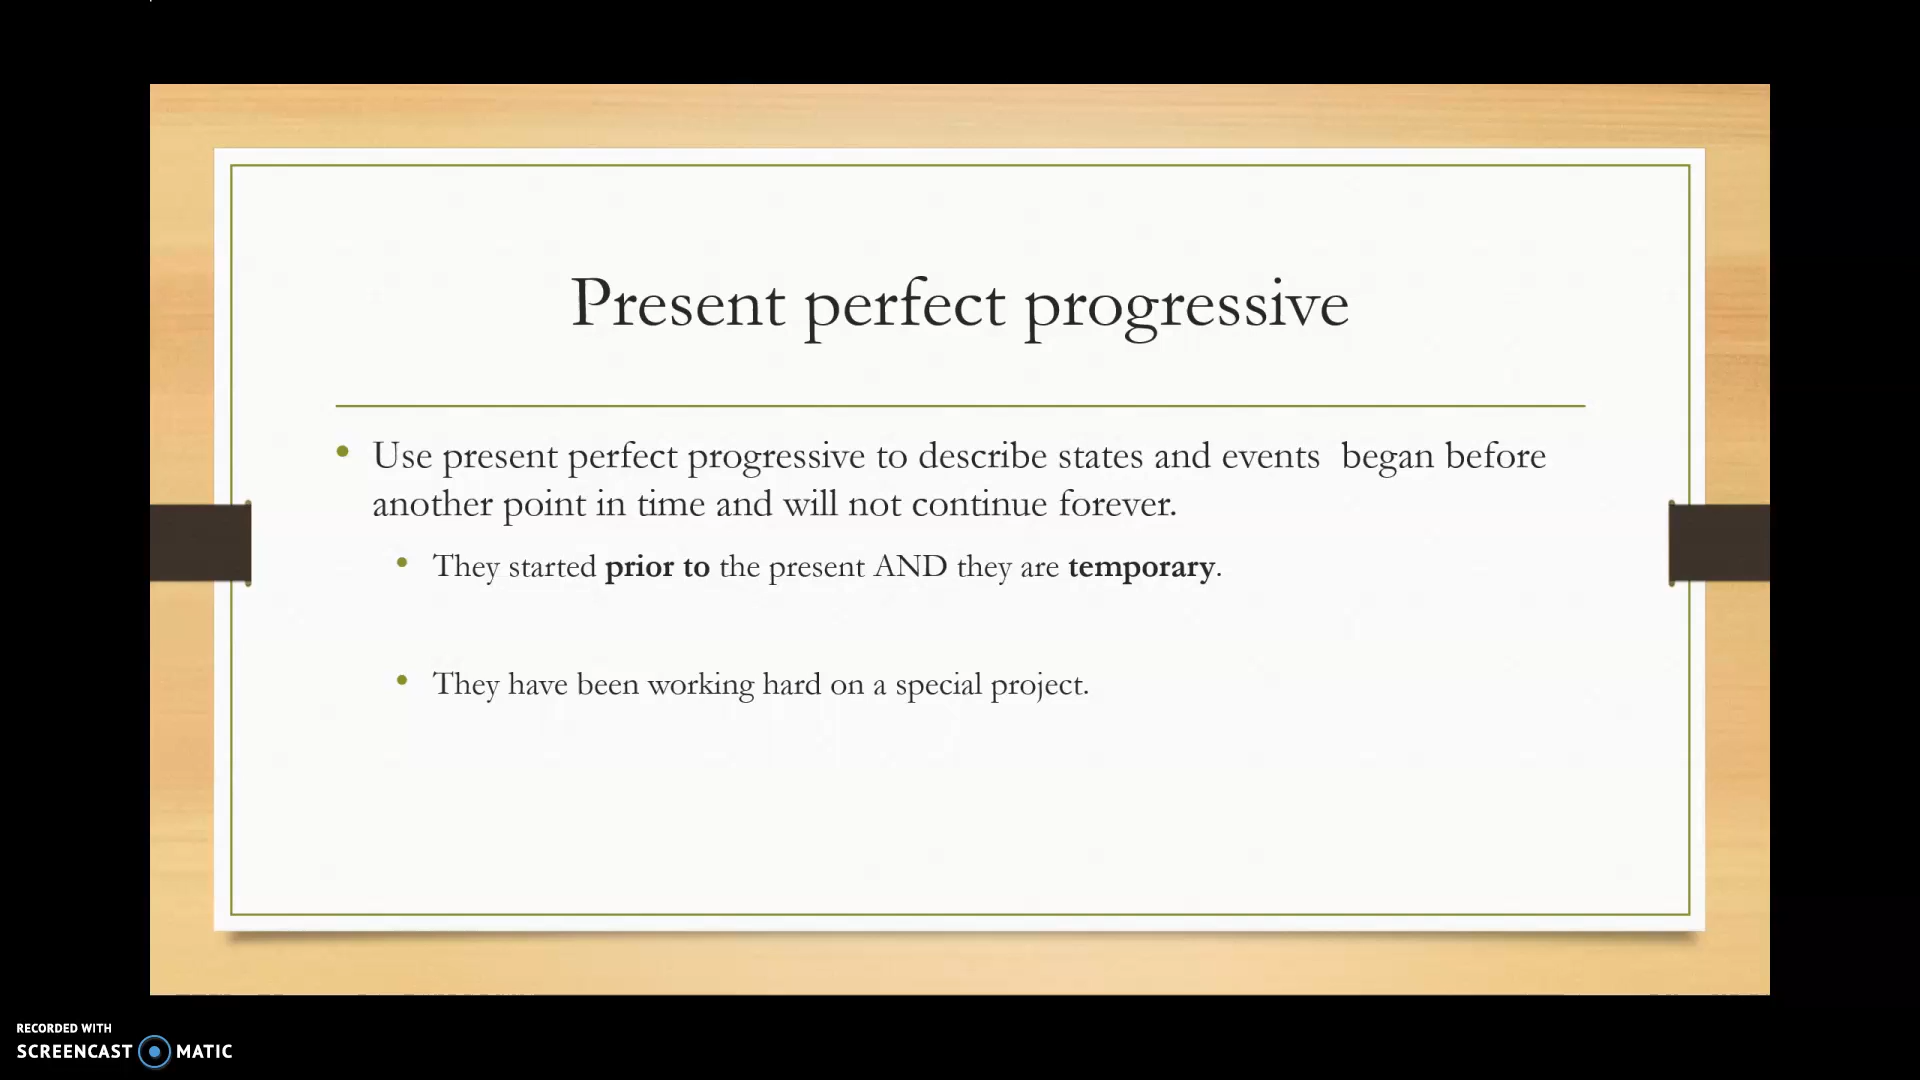 Present perfect progressive
• Use present perfect progressive to describe states and events  began before
another point in time and will not continue forever.
• They started prior to the present AND they are temporary.
• They have been working hard on a special project.
RECORDED WITH
SCREENCAST MATIC